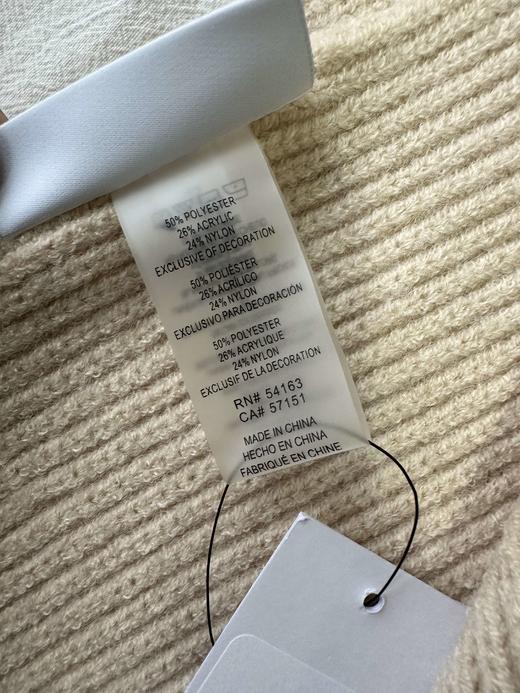 50% POLYESTER
26% ACRYLIC
24% NYLON
EXCLUSIVE OF DECORATION
50% POLIÉSTER
26% ACRÍLICO
24% NYLON
EXCLUSIVO PARA DECORACIÓN
50% POLYESTER
26% ACRYLIQUE
24% NYLON
EXCLUSIF DE LA DECORATION
RN# 54163
CA# 57151
MADE IN CHINA
HECHO EN CHINA
FABRIQUÉ EN CHINE